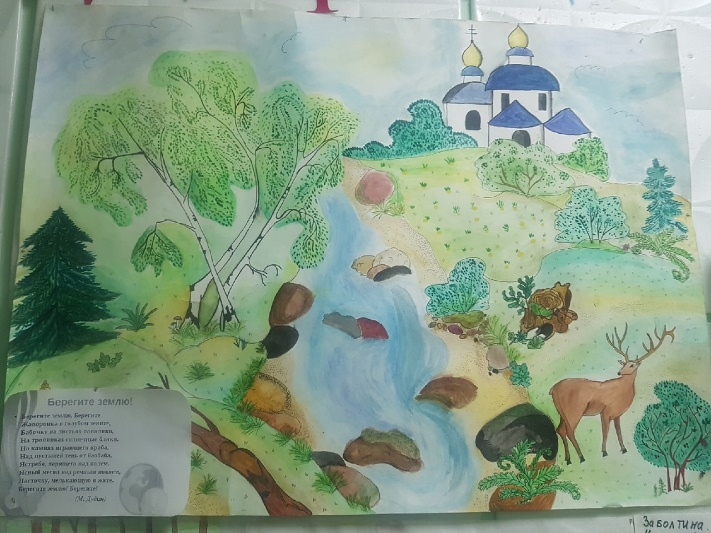 Берегите землю!
Берегите землю. Берегите
Жаворонка в голубом зените,
Бабочку на листьях повилики,
На тропинках солнечные блики,
На камнях играющего краба,
Над пустыней тень от баобаба,
Ястреба, парящего над полем,
Ясный месяц над речным покоем,
Ласточку, мелькающую в жите.
Берегите землю! Берегите!
Заболтина